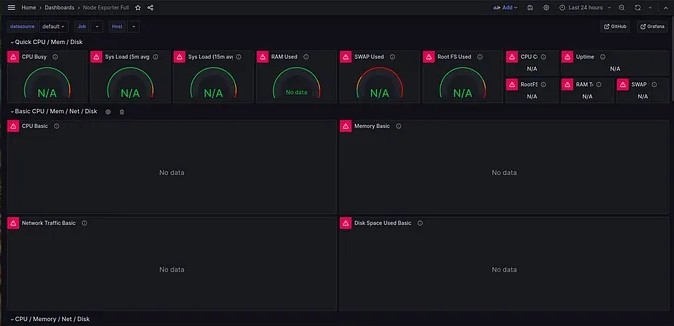 Home > Dashboards > Node Exporter Full
Add
Last 24 hours
datasource default Job Host GitHub Grafana
Quick CPU / Mem / Disk
CPU Busy Sys Load (5m avg Sys Load (15m av RAM Used SWAP Used Root FS Used CPU C Uptime
N/A N/A
N/A N/A N/A No data N/A N/A
RootFS RAM T SWAP
N/A N/A N/A
Basic CPU / Mem / Net / Disk
CPU Basic Memory Basic
No data No data
Network Traffic Basic Disk Space Used Basic
No data No data
CPU / Memory / Net / Disk